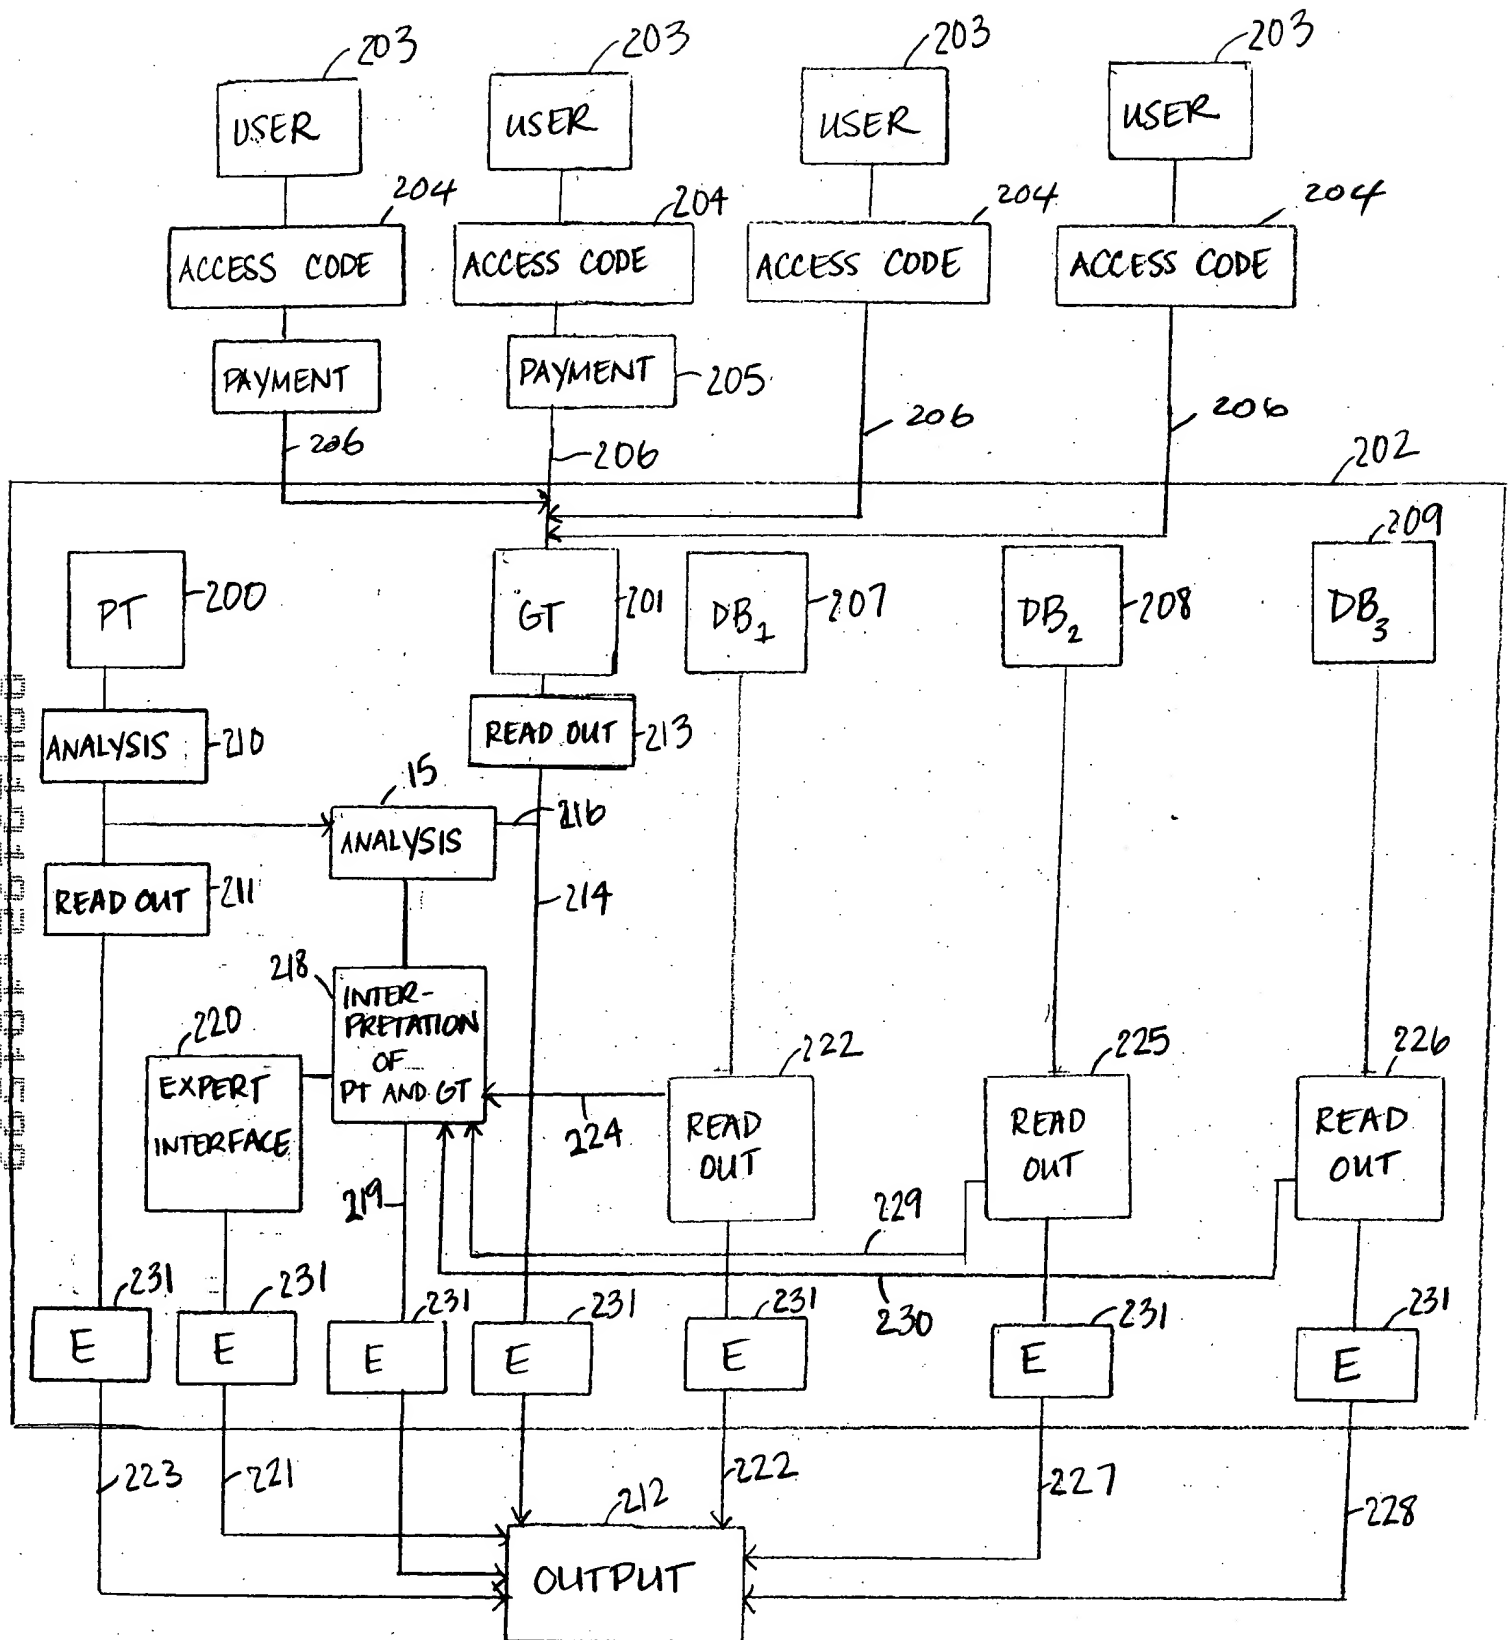 203
203
203
203
USER
USER
USER
USER
204
204
204
204
ACCESS CODE
ACCESS CODE
ACCESS CODE
ACCESS CODE
PAYMENT
PAYMENT
205
206
206
206
206
202
PT
200
GT
201
DB1
207
DB2
208
DB3
209
ANALYSIS
210
READ OUT
213
15
ANALYSIS
216
READ OUT
211
214
218
INTER-
PRETATION
OF
PT AND GT
220
EXPERT
INTERFACE
222
READ
OUT
224
225
READ
OUT
226
READ
OUT
219
229
230
231
231
231
231
231
231
231
E
E
E
E
E
E
E
223
221
222
227
228
212
OUTPUT